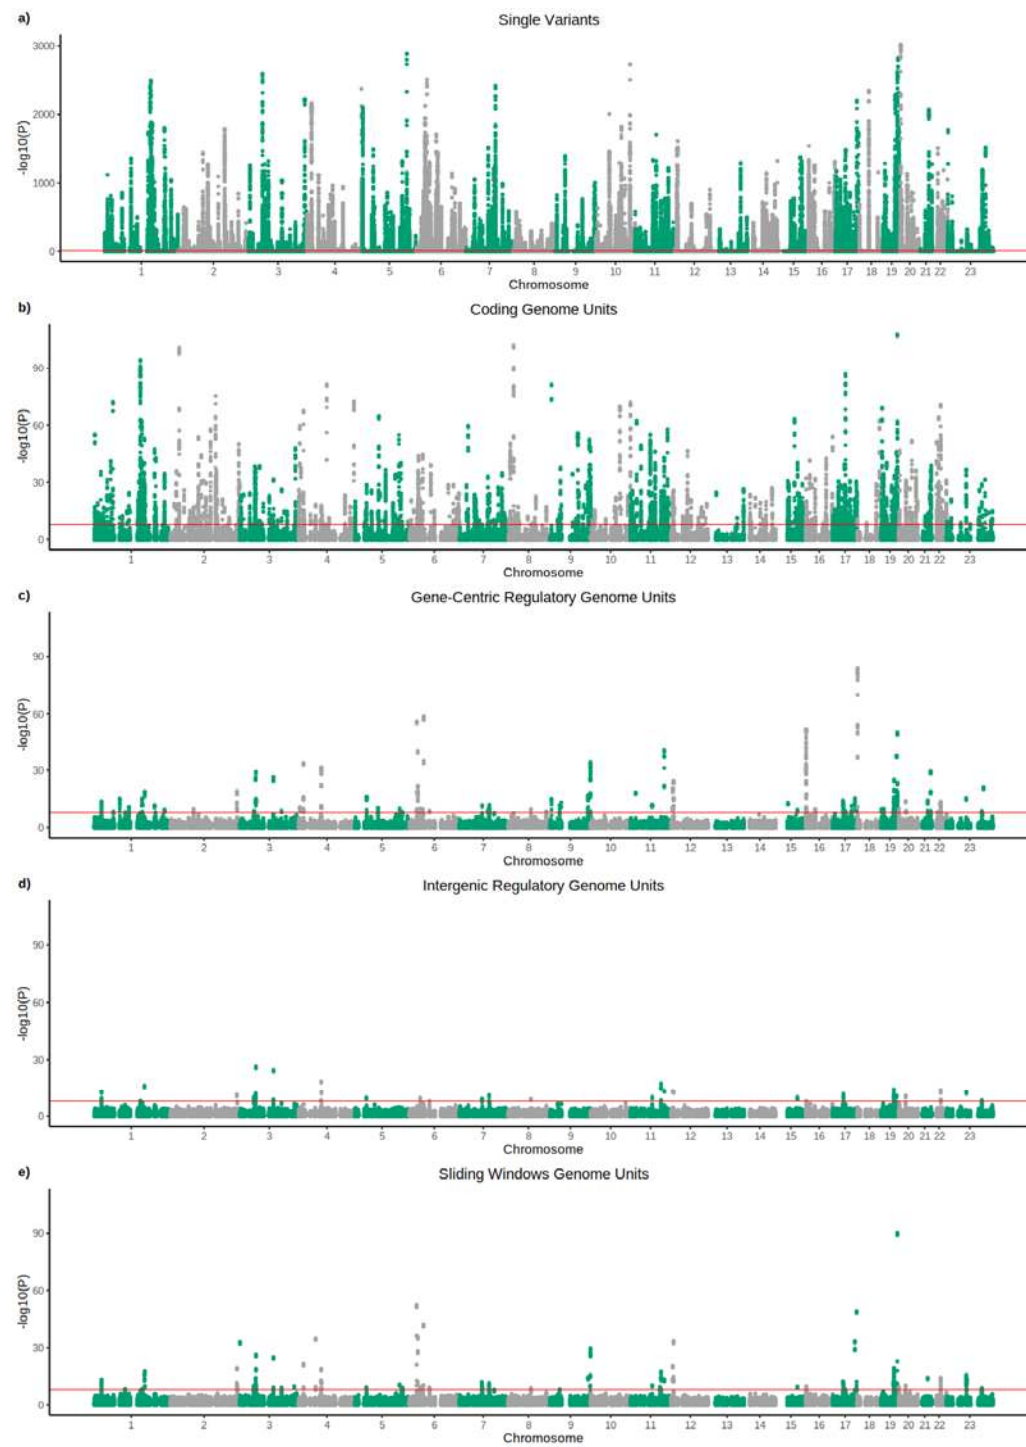 a)
Single Variants
3000
2000
1000
0
-log10(P)
1 2 3 4 5 6 7 8 9 10 11 12 13 14 15 16 17 18 19 20 21 22 23
Chromosome
b)
Coding Genome Units
90
60
30
0
-log10(P)
1 2 3 4 5 6 7 8 9 10 11 12 13 14 15 16 17 18 19 20 21 22 23
Chromosome
c)
Gene-Centric Regulatory Genome Units
90
60
30
0
-log10(P)
1 2 3 4 5 6 7 8 9 10 11 12 13 14 15 16 17 18 19 20 21 22 23
Chromosome
d)
Intergenic Regulatory Genome Units
90
60
30
0
-log10(P)
1 2 3 4 5 6 7 8 9 10 11 12 13 14 15 16 17 18 19 20 21 22 23
Chromosome
e)
Sliding Windows Genome Units
90
60
30
0
-log10(P)
1 2 3 4 5 6 7 8 9 10 11 12 13 14 15 16 17 18 19 20 21 22 23
Chromosome